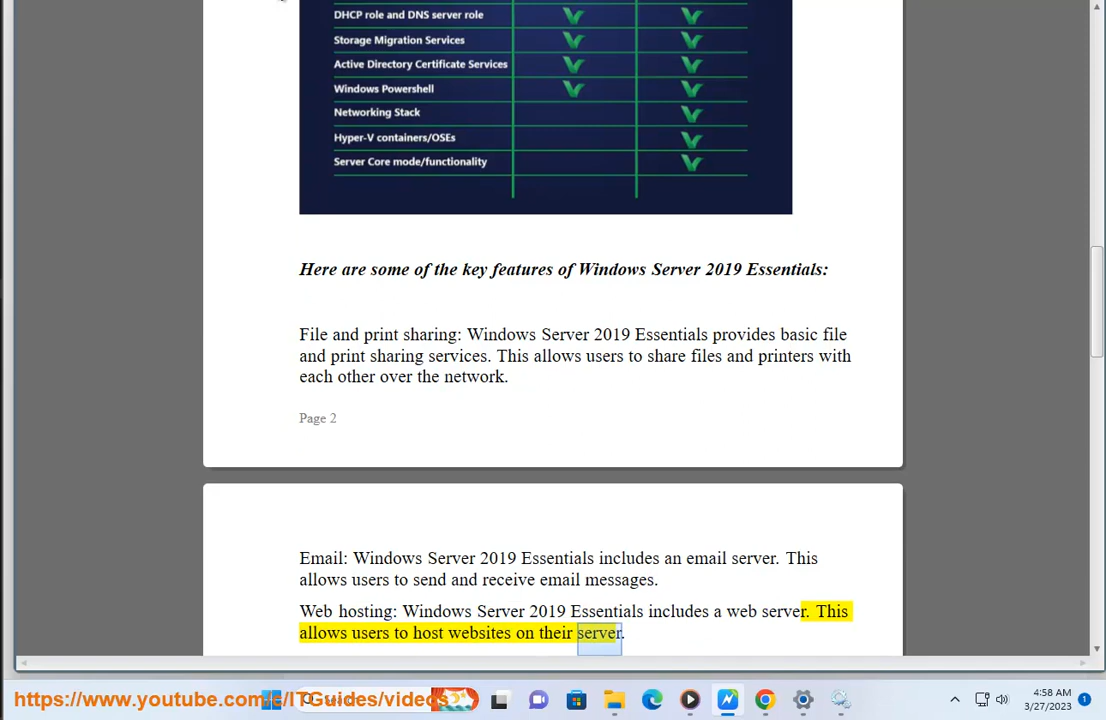 DHCP role and DNS server role
Storage Migration Services
Active Directory Certificate Services
Windows Powershell
Networking Stack
Hyper-V containers/OSEs
Server Core mode/functionality
Here are some of the key features of Windows Server 2019 Essentials:
File and print sharing: Windows Server 2019 Essentials provides basic file
and print sharing services. This allows users to share files and printers with
each other over the network.
Page 2
Email: Windows Server 2019 Essentials includes an email server. This
allows users to send and receive email messages.
Web hosting: Windows Server 2019 Essentials includes a web server. This
allows users to host websites on their server.
https://www.youtube.com/c/ITGuides/videos
4:58 AM
3/27/2023
1